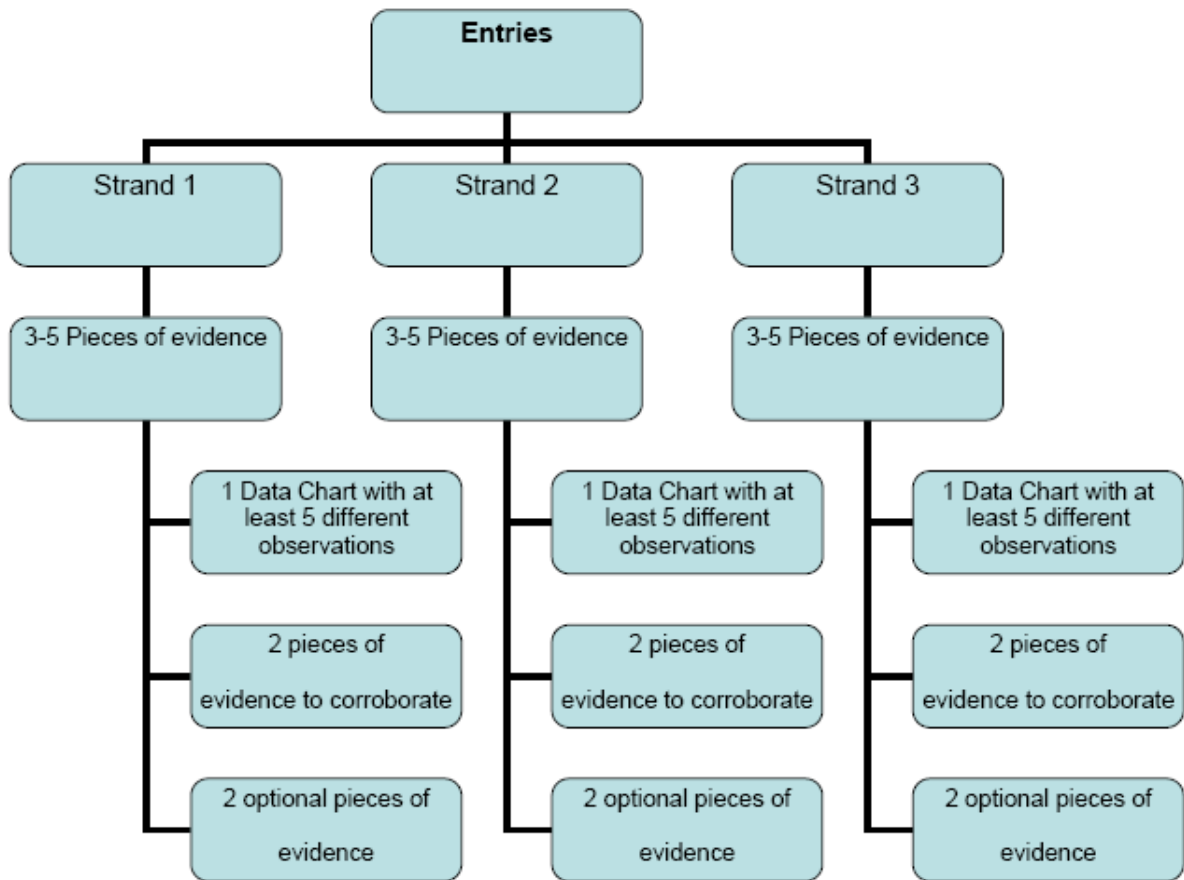 Entries
Strand 1
Strand 2
Strand 3
3-5 Pieces of evidence
3-5 Pieces of evidence
3-5 Pieces of evidence
1 Data Chart with at
least 5 different
observations
1 Data Chart with at
least 5 different
observations
1 Data Chart with at
least 5 different
observations
2 pieces of
evidence to corroborate
2 pieces of
evidence to corroborate
2 pieces of
evidence to corroborate
2 optional pieces of
evidence
2 optional pieces of
evidence
2 optional pieces of
evidence